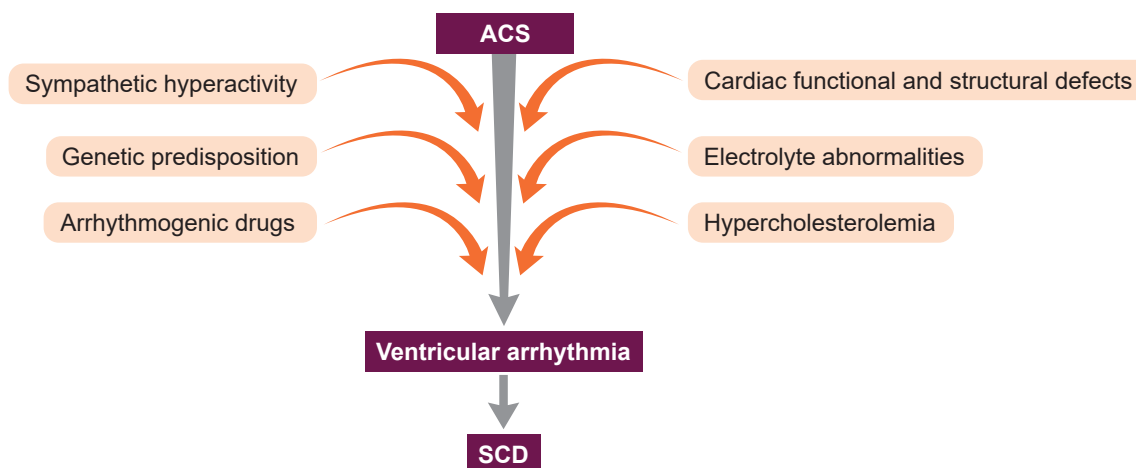 ACS
Sympathetic hyperactivity
Cardiac functional and structural defects
Genetic predisposition
Electrolyte abnormalities
Arrhythmogenic drugs
Hypercholesterolemia
Ventricular arrhythmia
SCD